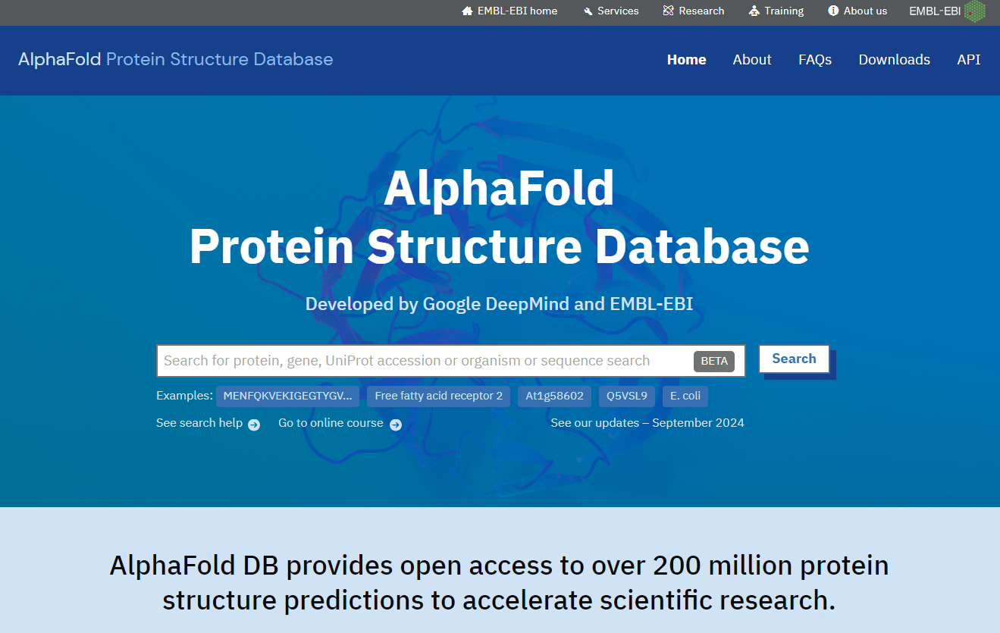 EMBL-EBI home Services Research Training About us EMBL-EBI
AlphaFold Protein Structure Database Home About FAQs Downloads API
AlphaFold
Protein Structure Database
Developed by Google DeepMind and EMBL-EBI
Search for protein, gene, UniProt accession or organism or sequence search BETA Search
Examples: MENFQKVEKIGEGTYGV... Free fatty acid receptor 2 At1g58602 Q5VSL9 E. coli
See search help Go to online course See our updates – September 2024
AlphaFold DB provides open access to over 200 million protein
structure predictions to accelerate scientific research.